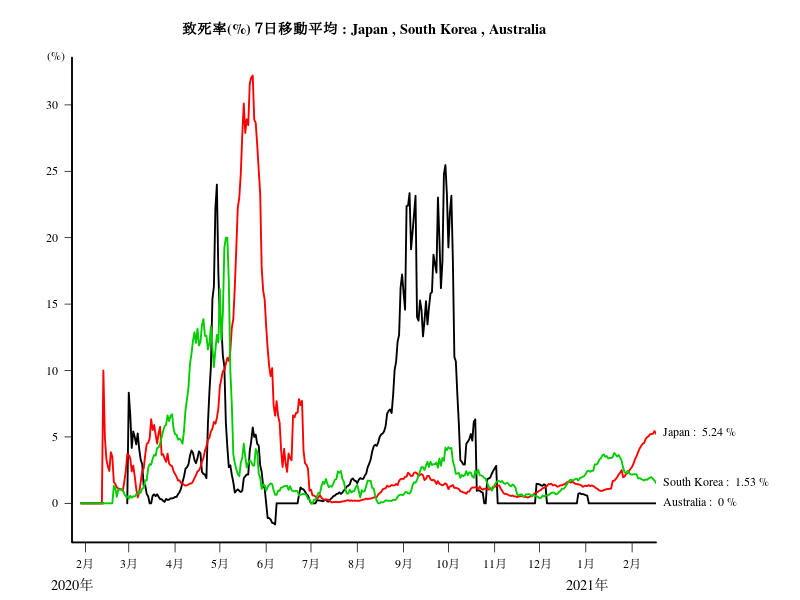 致死率(%) 7日移動平均 : Japan , South Korea , Australia
(%)
30
25
20
15
10
5
0
Japan : 5.24 %
South Korea : 1.53 %
Australia : 0 %
2月 3月 4月 5月 6月 7月 8月 9月 10月 11月 12月 1月 2月
2020年 2021年